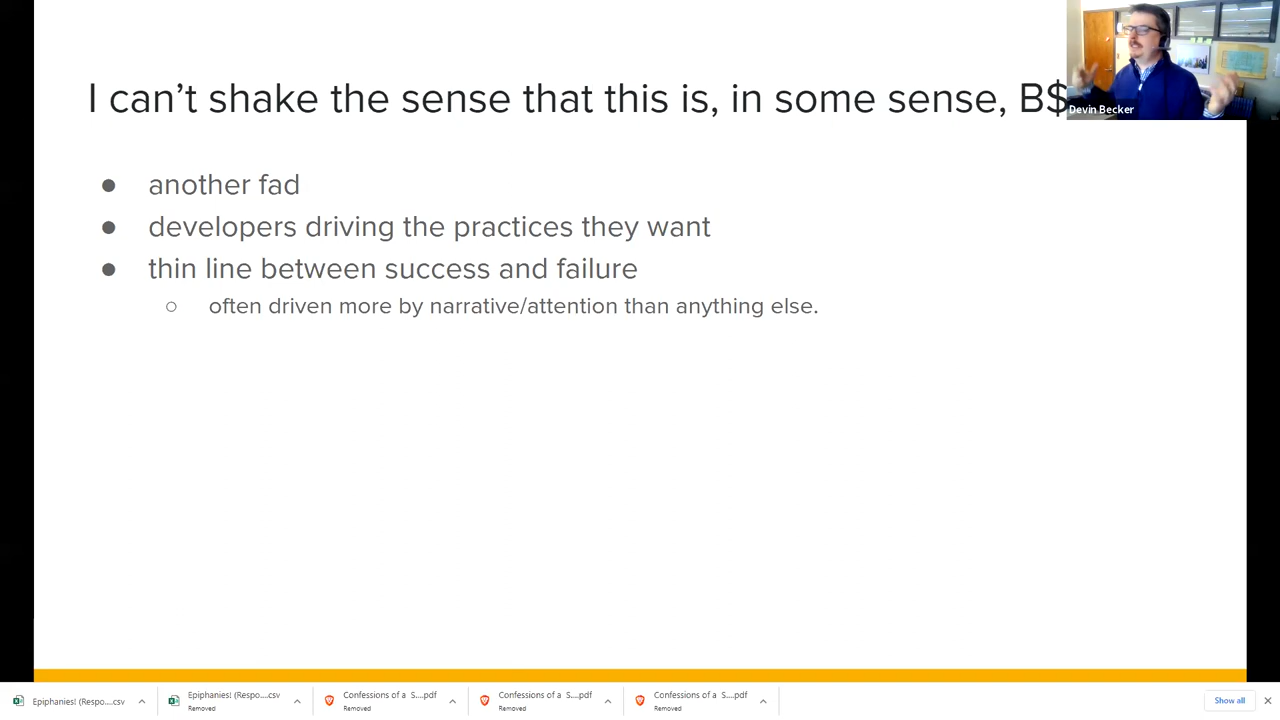 I can’t shake the sense that this is, in some sense, B$
Devin Becker
● another fad
● developers driving the practices they want
● thin line between success and failure
○ often driven more by narrative/attention than anything else.
Epiphanies! (Respo....csv
Epiphanies! (Respo....csv
Removed
Confessions of a S....pdf
Removed
Confessions of a S....pdf
Removed
Confessions of a S....pdf
Removed
Show all